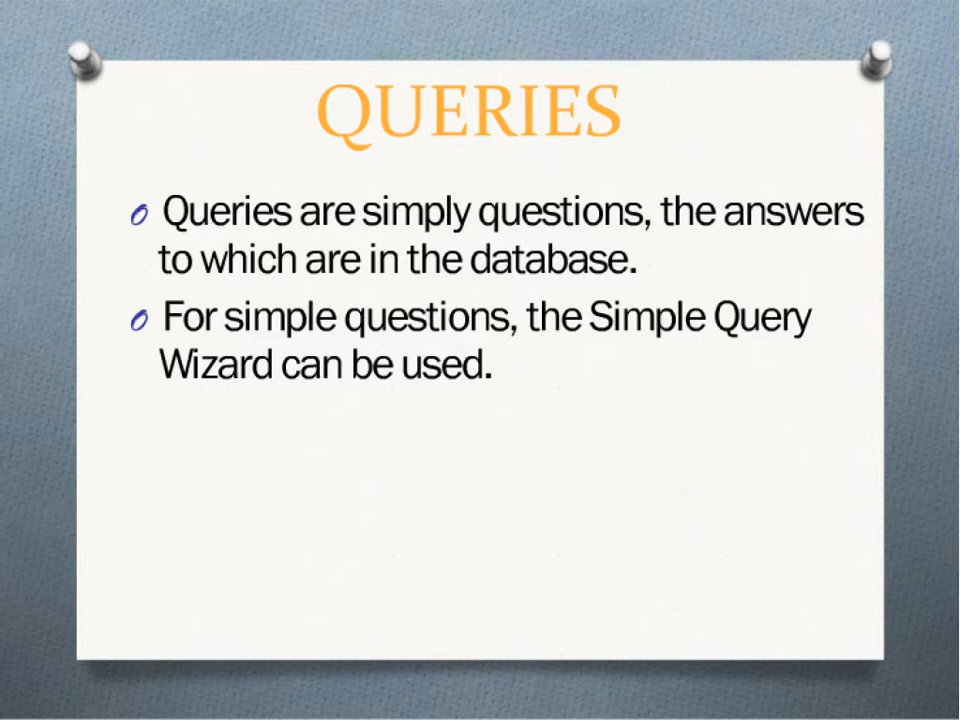 QUERIES
O Queries are simply questions, the answers
to which are in the database.
O For simple questions, the Simple Query
Wizard can be used.